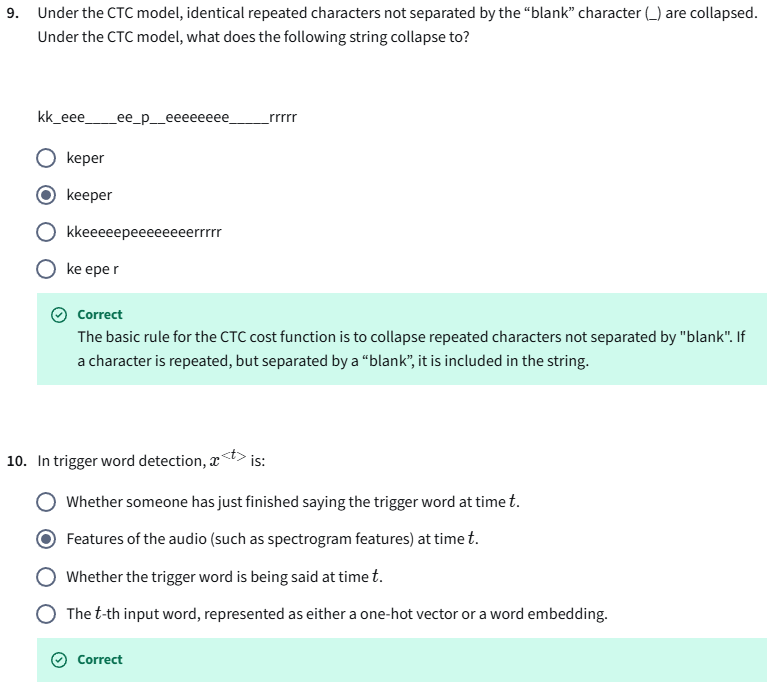 9. Under the CTC model, identical repeated characters not separated by the “blank” character (_) are collapsed.
Under the CTC model, what does the following string collapse to?
kk_eee____ee_p__eeeeeeee_____rrrrr
keper
keeper
kkeeeeepeeeeeeeerrrrr
ke epe r
Correct
The basic rule for the CTC cost function is to collapse repeated characters not separated by "blank". If
a character is repeated, but separated by a “blank”, it is included in the string.
10. In trigger word detection, x^{<t>} is:
Whether someone has just finished saying the trigger word at time t.
Features of the audio (such as spectrogram features) at time t.
Whether the trigger word is being said at time t.
The t-th input word, represented as either a one-hot vector or a word embedding.
Correct